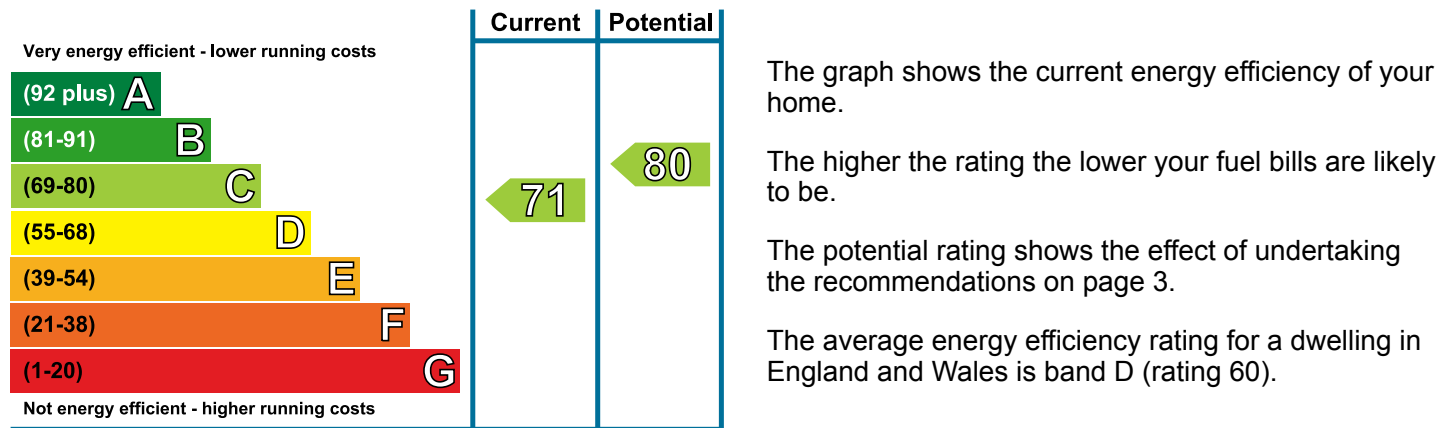 Current Potential
Very energy efficient - lower running costs
(92 plus) A
(81-91) B
(69-80) C
(55-68) D
(39-54) E
(21-38) F
(1-20) G
Not energy efficient - higher running costs
71
80
The graph shows the current energy efficiency of your
home.
The higher the rating the lower your fuel bills are likely
to be.
The potential rating shows the effect of undertaking
the recommendations on page 3.
The average energy efficiency rating for a dwelling in
England and Wales is band D (rating 60).